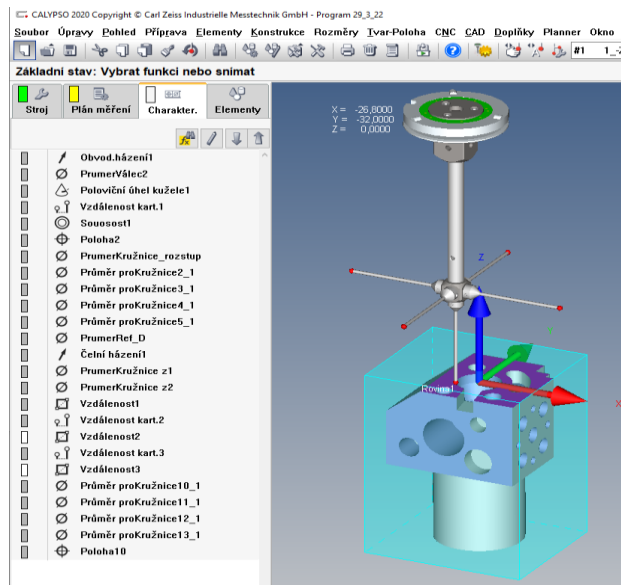 CALYPSO 2020 Copyright © Carl Zeiss Industrielle Messtechnik GmbH - Program 29_3_22
Soubor Úpravy Pohled Příprava Elementy Konstrukce Rozměry Tvar-Poloha CNC CAD Doplňky Planner Okno
#1 1_-Z
Základní stav: Vybrat funkci nebo snímat
Stroj Plán měření Charakter. Elementy
X = -26,8000
Y = -32,0000
Z = 0,0000
Obvod.házení1
PrumerVálec2
Poloviční úhel kužele1
Vzdálenost kart.1
Souosost1
Poloha2
PrumerKružnice_rozstup
Průměr proKružnice2_1
Průměr proKružnice3_1
Průměr proKružnice4_1
Průměr proKružnice5_1
PrumerRef_D
Čelní házení1
PrumerKružnice z1
PrumerKružnice z2
Vzdálenost1
Vzdálenost kart.2
Vzdálenost2
Vzdálenost kart.3
Vzdálenost3
Průměr proKružnice10_1
Průměr proKružnice11_1
Průměr proKružnice12_1
Průměr proKružnice13_1
Poloha10
Z
Rovina1
X